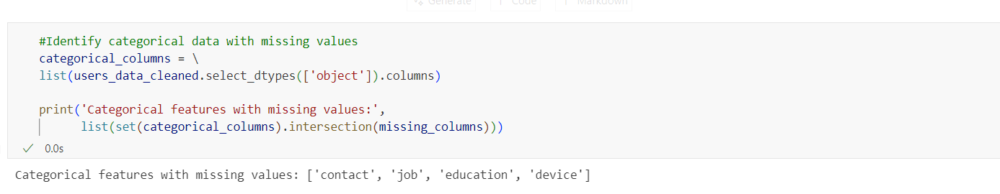 Generate Code Markdown
#Identify categorical data with missing values
categorical_columns = \
list(users_data_cleaned.select_dtypes(['object']).columns)
print('Categorical features with missing values:',
list(set(categorical_columns).intersection(missing_columns)))
0.0s
Categorical features with missing values: ['contact', 'job', 'education', 'device']